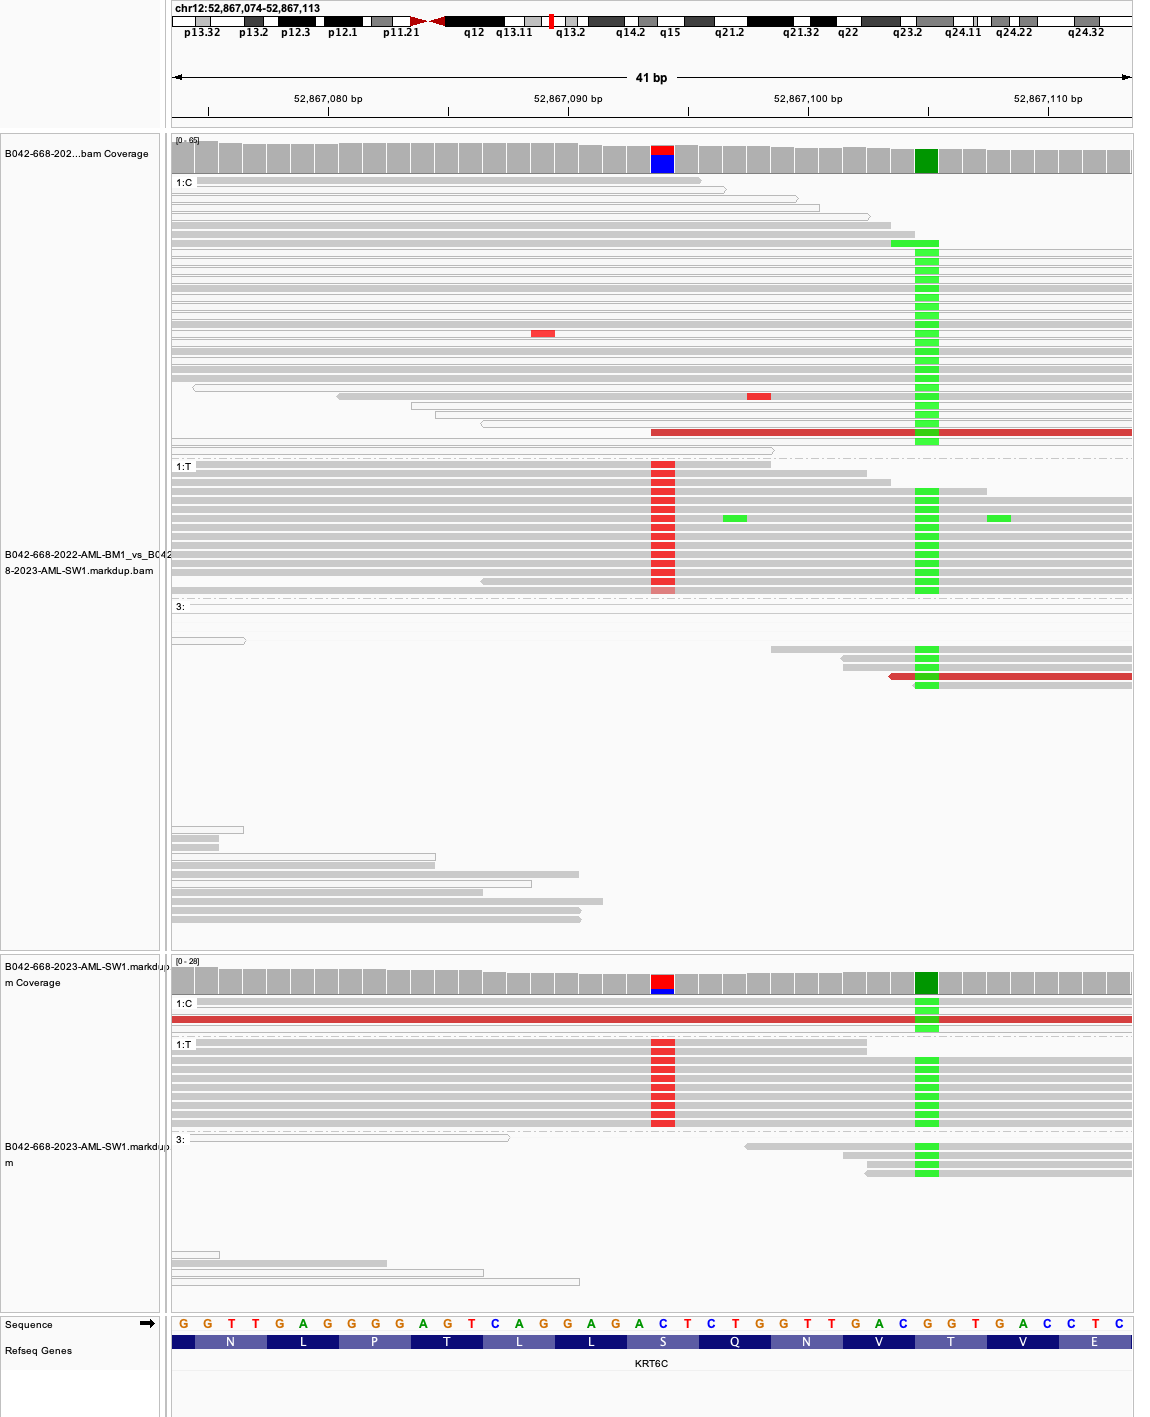 chr12:52,867,074-52,867,113
p13.32 p13.2 p12.3 p12.1 p11.21 q12 q13.11 q13.2 q14.2 q15 q21.2 q21.32 q22 q23.2 q24.11 q24.22 q24.32
41 bp
52,867,080 bp 52,867,090 bp 52,867,100 bp 52,867,110 bp
[0 - 65]
B042-668-202...bam Coverage
1:C
1:T
B042-668-2022-AML-BM1_vs_B042
8-2023-AML-SW1.markdup.bam
3:
[0 - 28]
B042-668-2023-AML-SW1.markdup
m Coverage
1:C
1:T
3:
B042-668-2023-AML-SW1.markdup
m
Sequence G G T T G A G G G G A G T C A G G A G A C T C T G G T T G A C G G T G A C C T C
Refseq Genes N L P T L L S Q N V T V E
KRT6C